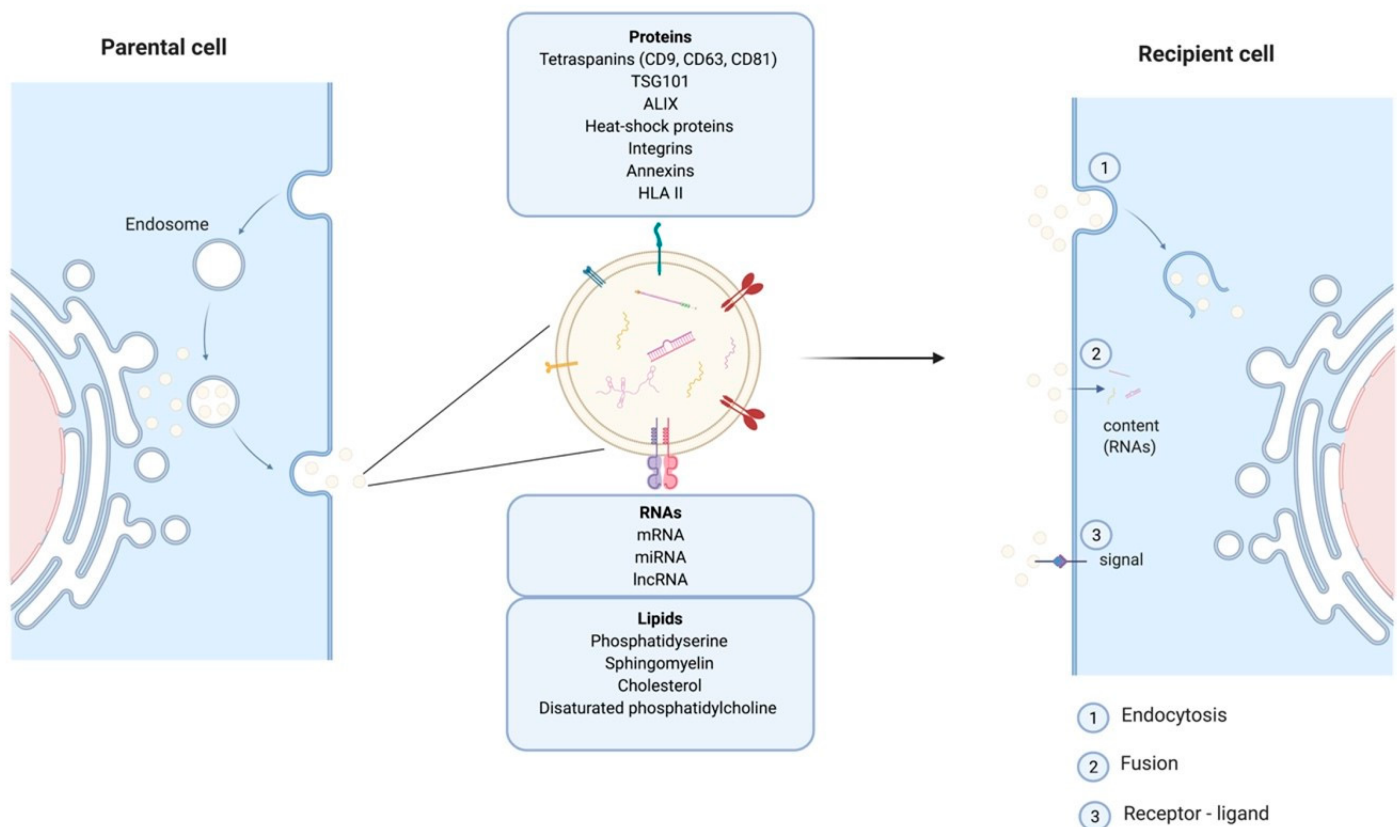 Parental cell
Endosome
Proteins
Tetraspanins (CD9, CD63, CD81)
TSG101
ALIX
Heat-shock proteins
Integrins
Annexins
HLA II
RNAs
mRNA
miRNA
lncRNA
Lipids
Phosphatidyserine
Sphingomyelin
Cholesterol
Disaturated phosphatidylcholine
Recipient cell
1
2
content
(RNAs)
3
signal
1 Endocytosis
2 Fusion
3 Receptor - ligand